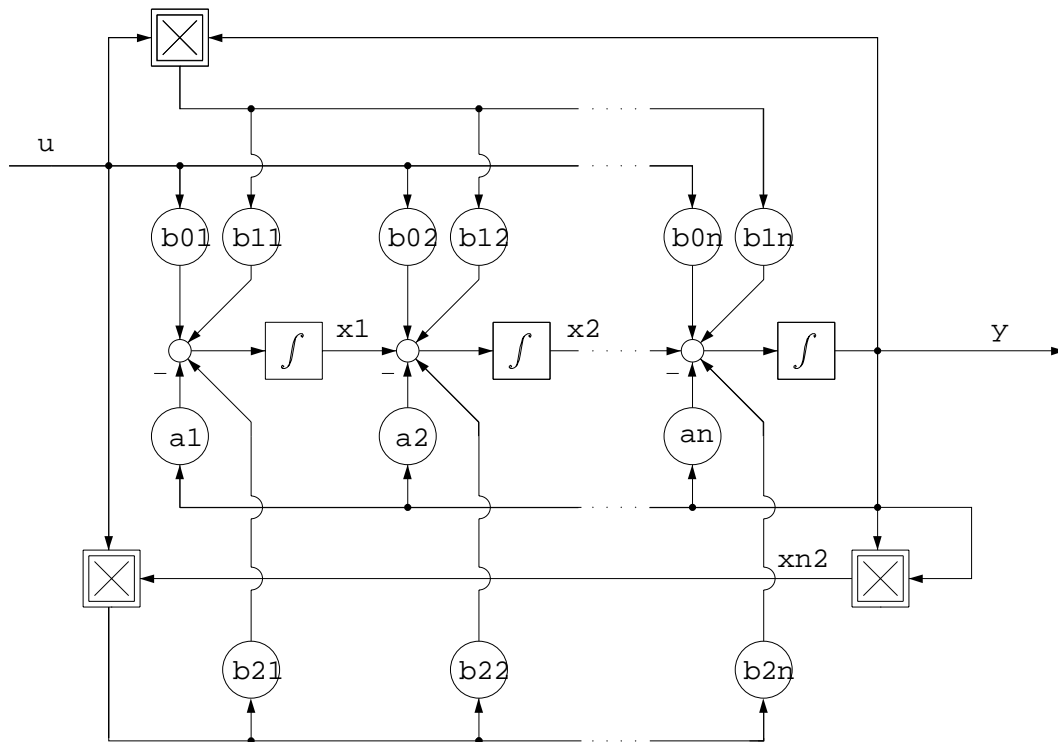 u
b01 b11 b02 b12 b0n b1n
∫ x1 ∫ x2 ∫ y
− − −
a1 a2 an
xn2
b21 b22 b2n